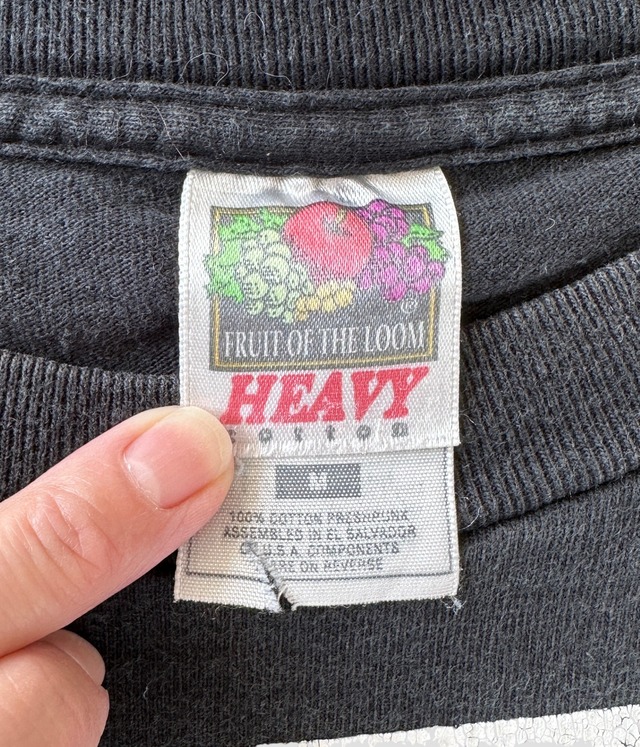 ®
FRUIT OF THE LOOM
HEAVY
cotton
M
100% COTTON PRESHRUNK
ASSEMBLED IN EL SALVADOR
OF U.S.A. COMPONENTS
CARE ON REVERSE